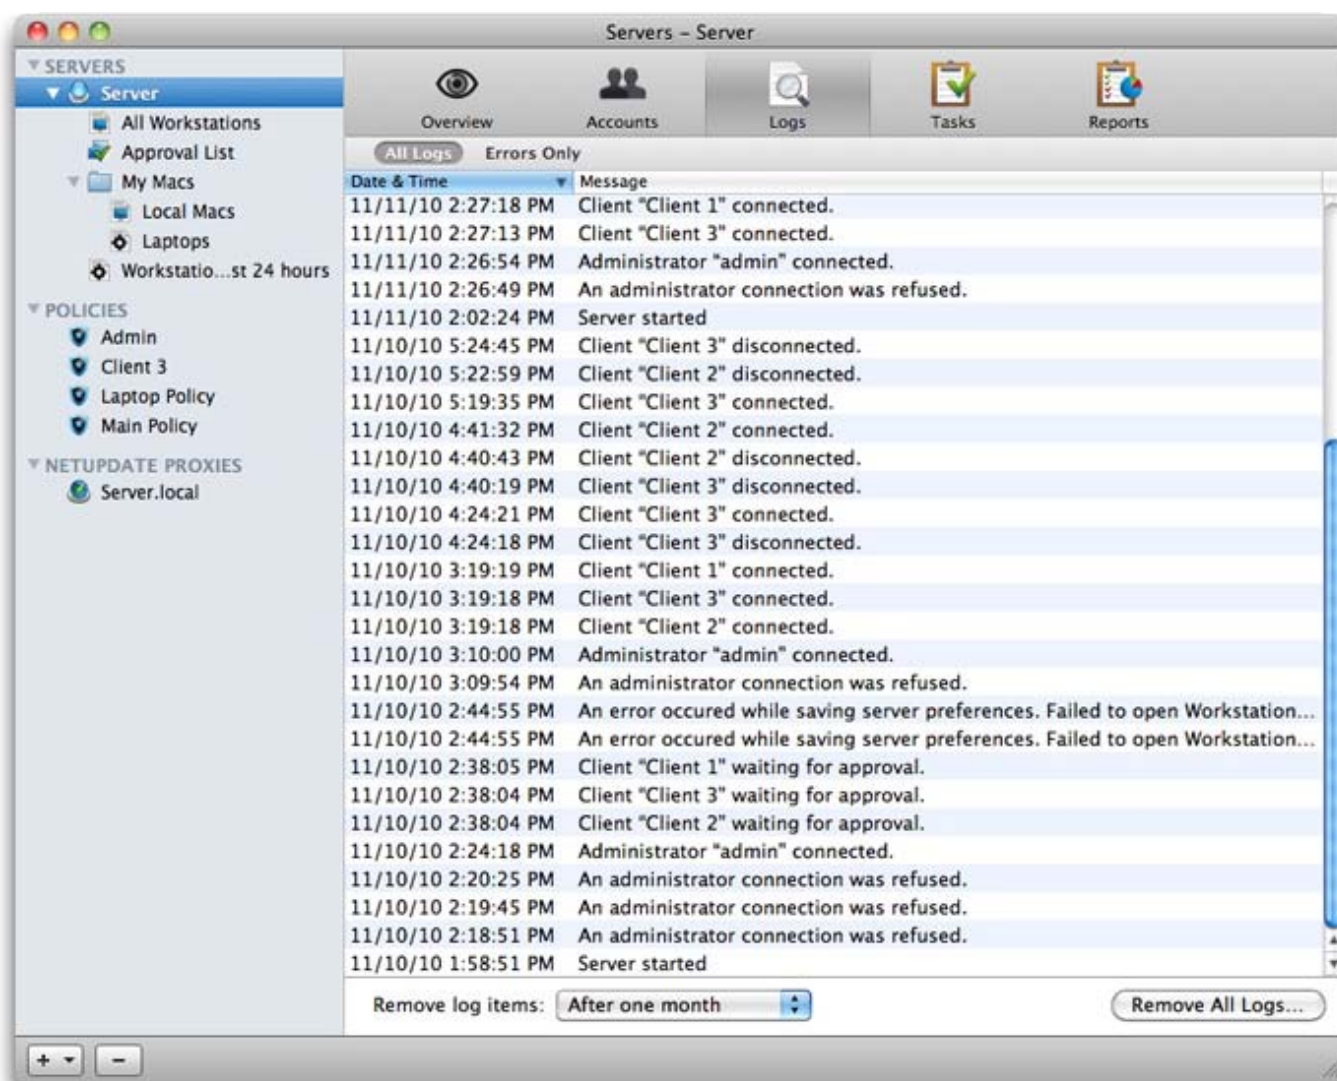 Servers – Server
SERVERS
Server
All Workstations
Approval List
My Macs
Local Macs
Laptops
Workstatio...st 24 hours
POLICIES
Admin
Client 3
Laptop Policy
Main Policy
NETUPDATE PROXIES
Server.local
Overview Accounts Logs Tasks Reports
All Logs Errors Only
Date & Time Message
11/11/10 2:27:18 PM Client "Client 1" connected.
11/11/10 2:27:13 PM Client "Client 3" connected.
11/11/10 2:26:54 PM Administrator "admin" connected.
11/11/10 2:26:49 PM An administrator connection was refused.
11/11/10 2:02:24 PM Server started
11/10/10 5:24:45 PM Client "Client 3" disconnected.
11/10/10 5:22:59 PM Client "Client 2" disconnected.
11/10/10 5:19:35 PM Client "Client 3" connected.
11/10/10 4:41:32 PM Client "Client 2" connected.
11/10/10 4:40:43 PM Client "Client 2" disconnected.
11/10/10 4:40:19 PM Client "Client 3" disconnected.
11/10/10 4:24:21 PM Client "Client 3" connected.
11/10/10 4:24:18 PM Client "Client 3" disconnected.
11/10/10 3:19:19 PM Client "Client 1" connected.
11/10/10 3:19:18 PM Client "Client 3" connected.
11/10/10 3:19:18 PM Client "Client 2" connected.
11/10/10 3:10:00 PM Administrator "admin" connected.
11/10/10 3:09:54 PM An administrator connection was refused.
11/10/10 2:44:55 PM An error occured while saving server preferences. Failed to open Workstation...
11/10/10 2:44:55 PM An error occured while saving server preferences. Failed to open Workstation...
11/10/10 2:38:05 PM Client "Client 1" waiting for approval.
11/10/10 2:38:04 PM Client "Client 3" waiting for approval.
11/10/10 2:38:04 PM Client "Client 2" waiting for approval.
11/10/10 2:24:18 PM Administrator "admin" connected.
11/10/10 2:20:25 PM An administrator connection was refused.
11/10/10 2:19:45 PM An administrator connection was refused.
11/10/10 2:18:51 PM An administrator connection was refused.
11/10/10 1:58:51 PM Server started
Remove log items: After one month Remove All Logs...